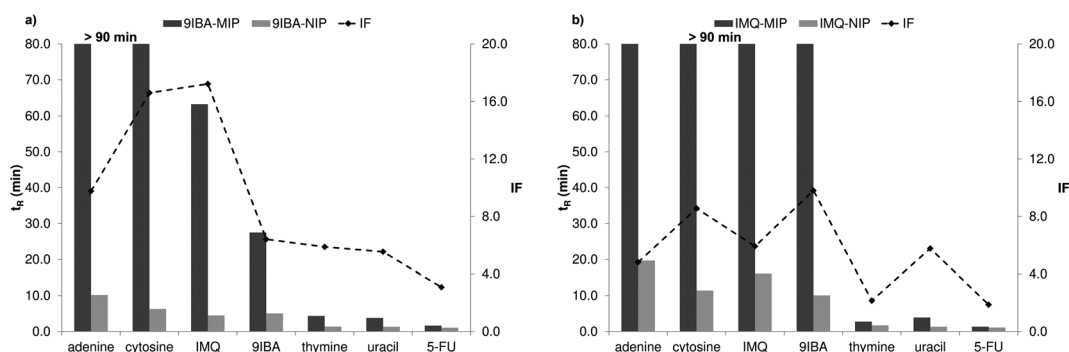 a)
9IBA-MIP 9IBA-NIP IF
> 90 min
80.0
70.0
60.0
50.0
40.0
30.0
20.0
10.0
0.0
tR (min)
20.0
16.0
12.0
8.0
4.0
0.0
IF
adenine cytosine IMQ 9IBA thymine uracil 5-FU
b)
IMQ-MIP IMQ-NIP IF
> 90 min
80.0
70.0
60.0
50.0
40.0
30.0
20.0
10.0
0.0
tR (min)
20.0
16.0
12.0
8.0
4.0
0.0
IF
adenine cytosine IMQ 9IBA thymine uracil 5-FU